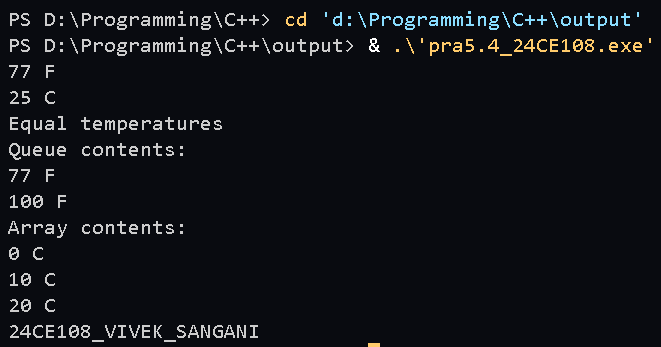 PS D:\Programming\C++> cd 'd:\Programming\C++\output'
PS D:\Programming\C++\output> & .\'pra5.4_24CE108.exe'
77 F
25 C
Equal temperatures
Queue contents:
77 F
100 F
Array contents:
0 C
10 C
20 C
24CE108_VIVEK_SANGANI